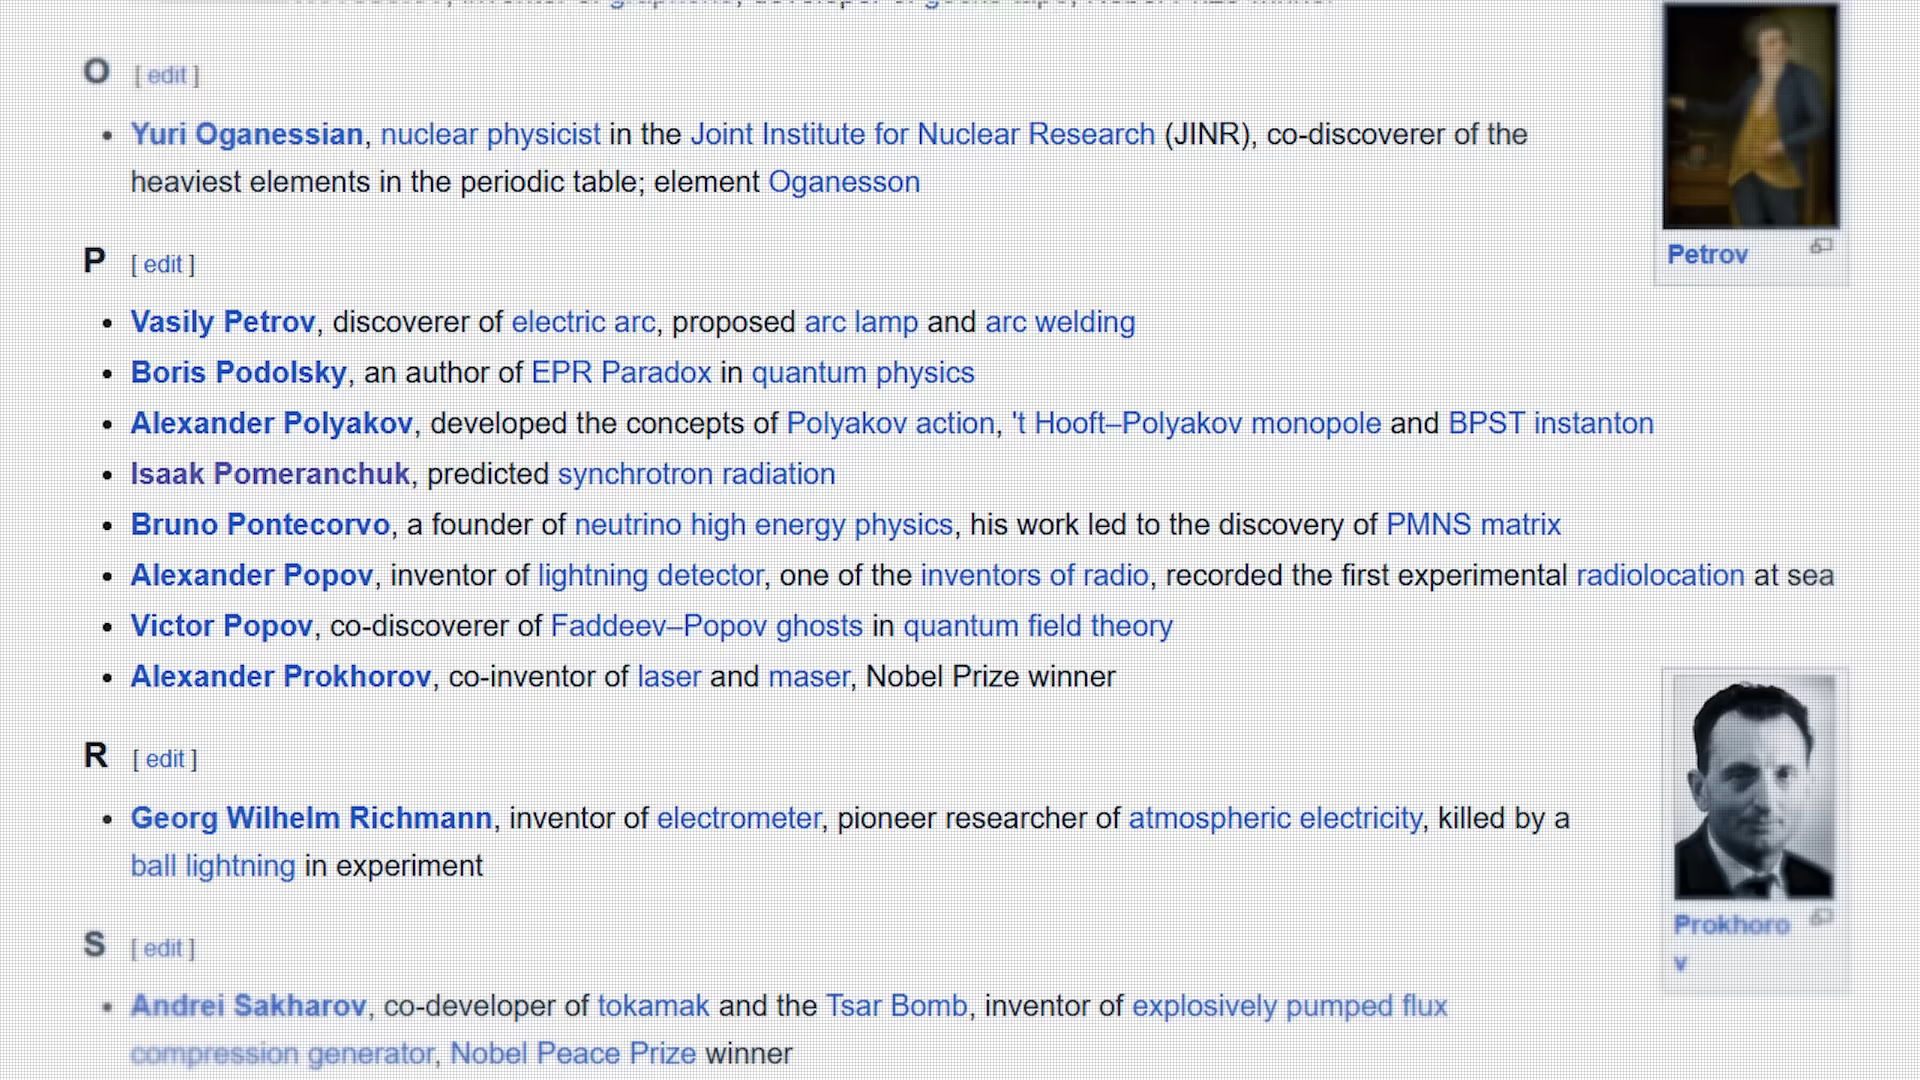 O [ edit ]
• Yuri Oganessian, nuclear physicist in the Joint Institute for Nuclear Research (JINR), co-discoverer of the
heaviest elements in the periodic table; element Oganesson
Petrov
P [ edit ]
• Vasily Petrov, discoverer of electric arc, proposed arc lamp and arc welding
• Boris Podolsky, an author of EPR Paradox in quantum physics
• Alexander Polyakov, developed the concepts of Polyakov action, 't Hooft–Polyakov monopole and BPST instanton
• Isaak Pomeranchuk, predicted synchrotron radiation
• Bruno Pontecorvo, a founder of neutrino high energy physics, his work led to the discovery of PMNS matrix
• Alexander Popov, inventor of lightning detector, one of the inventors of radio, recorded the first experimental radiolocation at sea
• Victor Popov, co-discoverer of Faddeev–Popov ghosts in quantum field theory
• Alexander Prokhorov, co-inventor of laser and maser, Nobel Prize winner
R [ edit ]
• Georg Wilhelm Richmann, inventor of electrometer, pioneer researcher of atmospheric electricity, killed by a
ball lightning in experiment
Prokhoro
v
S [ edit ]
• Andrei Sakharov, co-developer of tokamak and the Tsar Bomb, inventor of explosively pumped flux
compression generator, Nobel Peace Prize winner